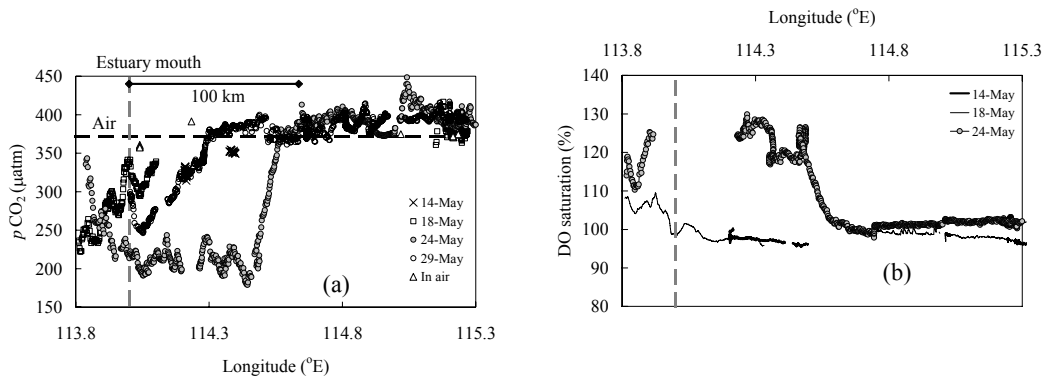 Estuary mouth
450
400
350
300
250
200
150
pCO2 (µatm)
100 km
Air
14-May
18-May
24-May
29-May
In air
(a)
113.8 114.3 114.8 115.3
Longitude (°E)
Longitude (°E)
113.8 114.3 114.8 115.3
140
130
120
110
100
90
80
DO saturation (%)
14-May
18-May
24-May
(b)